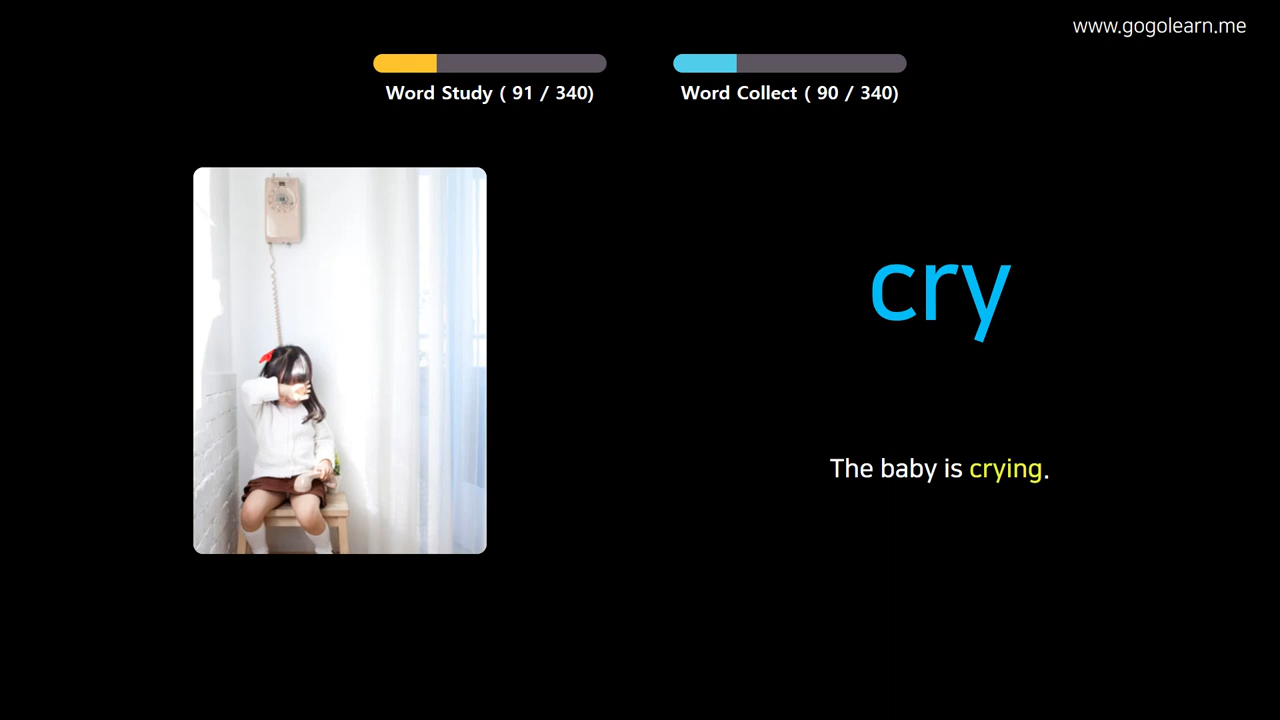 www.gogolearn.me
Word Study ( 91 / 340)
Word Collect ( 90 / 340)
cry
The baby is crying.